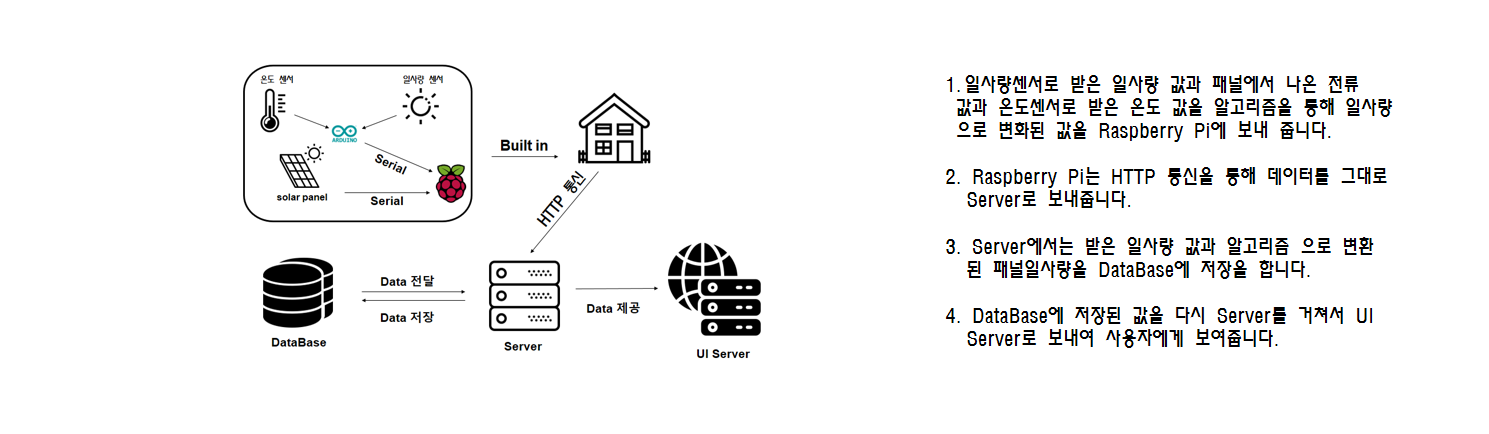 온도 센서
일사량 센서
ARDUINO
Serial
solar panel
Serial
Built in
HTTP 통신
Data 전달
Data 저장
DataBase
Server
Data 제공
UI Server
1.일사량센서로 받은 일사량 값과 패널에서 나온 전류
값과 온도센서로 받은 온도 값을 알고리즘을 통해 일사량
으로 변화된 값을 Raspberry Pi에 보내 줍니다.
2. Raspberry Pi는 HTTP 통신을 통해 데이터를 그대로
Server로 보내줍니다.
3. Server에서는 받은 일사량 값과 알고리즘 으로 변환
된 패널일사량을 DataBase에 저장을 합니다.
4. DataBase에 저장된 값을 다시 Server를 거쳐서 UI
Server로 보내여 사용자에게 보여줍니다.